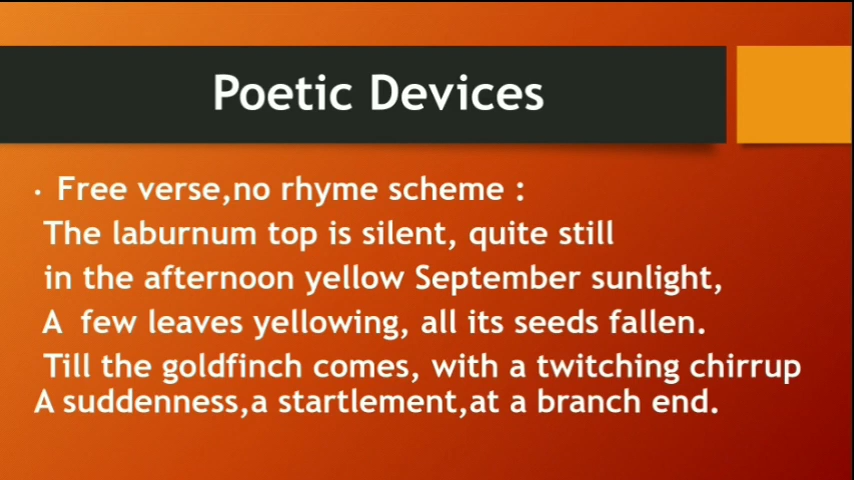 Poetic Devices
• Free verse,no rhyme scheme :
The laburnum top is silent, quite still
in the afternoon yellow September sunlight,
A few leaves yellowing, all its seeds fallen.
Till the goldfinch comes, with a twitching chirrup
A suddenness,a startlement,at a branch end.